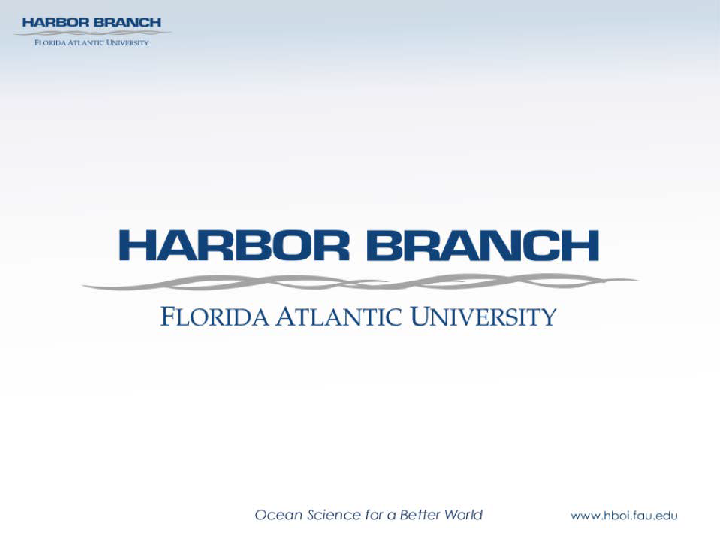 HARBOR BRANCH
FLORIDA ATLANTIC UNIVERSITY
HARBOR BRANCH
FLORIDA ATLANTIC UNIVERSITY
Ocean Science for a Better World
www.hboi.fau.edu